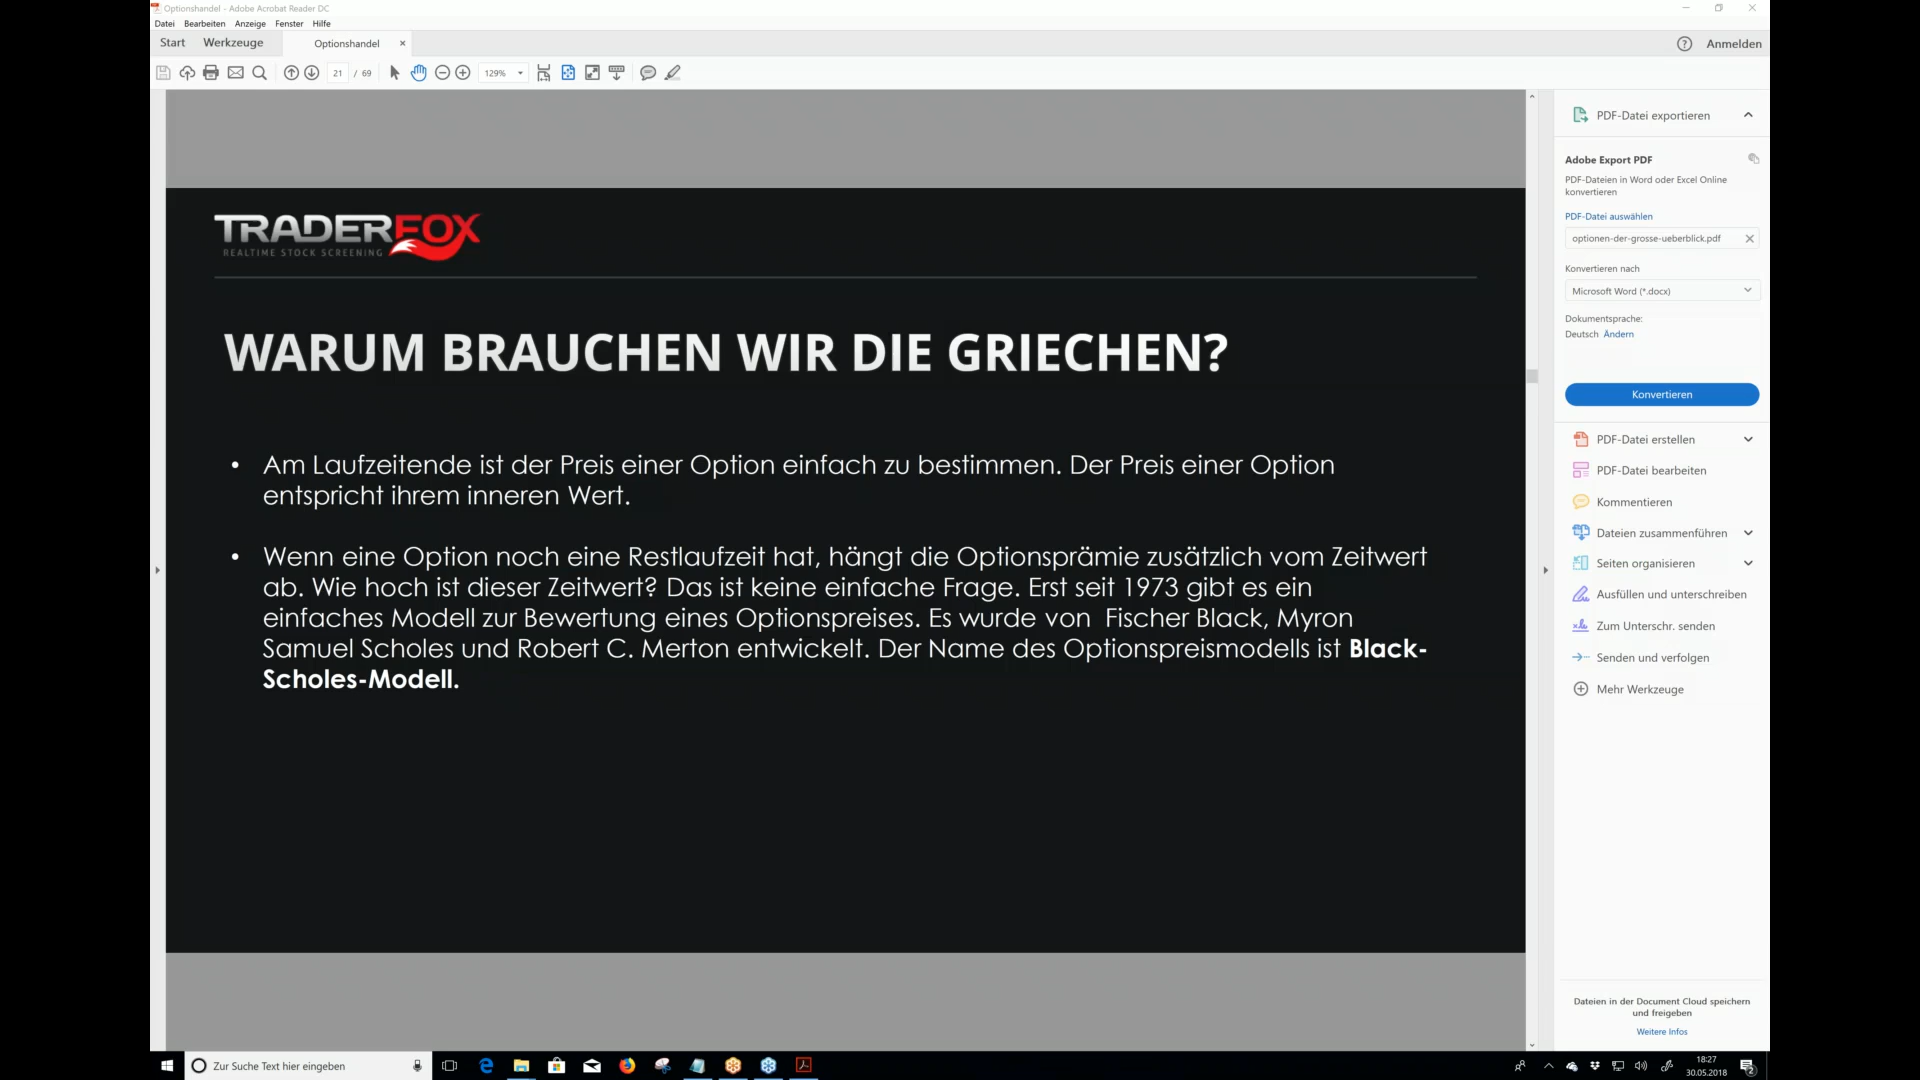 Optionshandel - Adobe Acrobat Reader DC
Datei Bearbeiten Anzeige Fenster Hilfe
Start Werkzeuge Optionshandel × Anmelden
21 / 69 129%
TRADERFOX
REALTIME STOCK SCREENING
WARUM BRAUCHEN WIR DIE GRIECHEN?
• Am Laufzeitende ist der Preis einer Option einfach zu bestimmen. Der Preis einer Option
entspricht ihrem inneren Wert.
• Wenn eine Option noch eine Restlaufzeit hat, hängt die Optionsprämie zusätzlich vom Zeitwert
ab. Wie hoch ist dieser Zeitwert? Das ist keine einfache Frage. Erst seit 1973 gibt es ein
einfaches Modell zur Bewertung eines Optionspreises. Es wurde von Fischer Black, Myron
Samuel Scholes und Robert C. Merton entwickelt. Der Name des Optionspreismodells ist Black-
Scholes-Modell.
PDF-Datei exportieren
Adobe Export PDF
PDF-Dateien in Word oder Excel Online
konvertieren
PDF-Datei auswählen
optionen-der-grosse-ueberblick.pdf
Konvertieren nach
Microsoft Word (*.docx)
Dokumentsprache:
Deutsch Ändern
Konvertieren
PDF-Datei erstellen
PDF-Datei bearbeiten
Kommentieren
Dateien zusammenführen
Seiten organisieren
Ausfüllen und unterschreiben
Zum Unterschr. senden
Senden und verfolgen
Mehr Werkzeuge
Dateien in der Document Cloud speichern
und freigeben
Weitere Infos
Zur Suche Text hier eingeben
18:27
30.05.2018
2